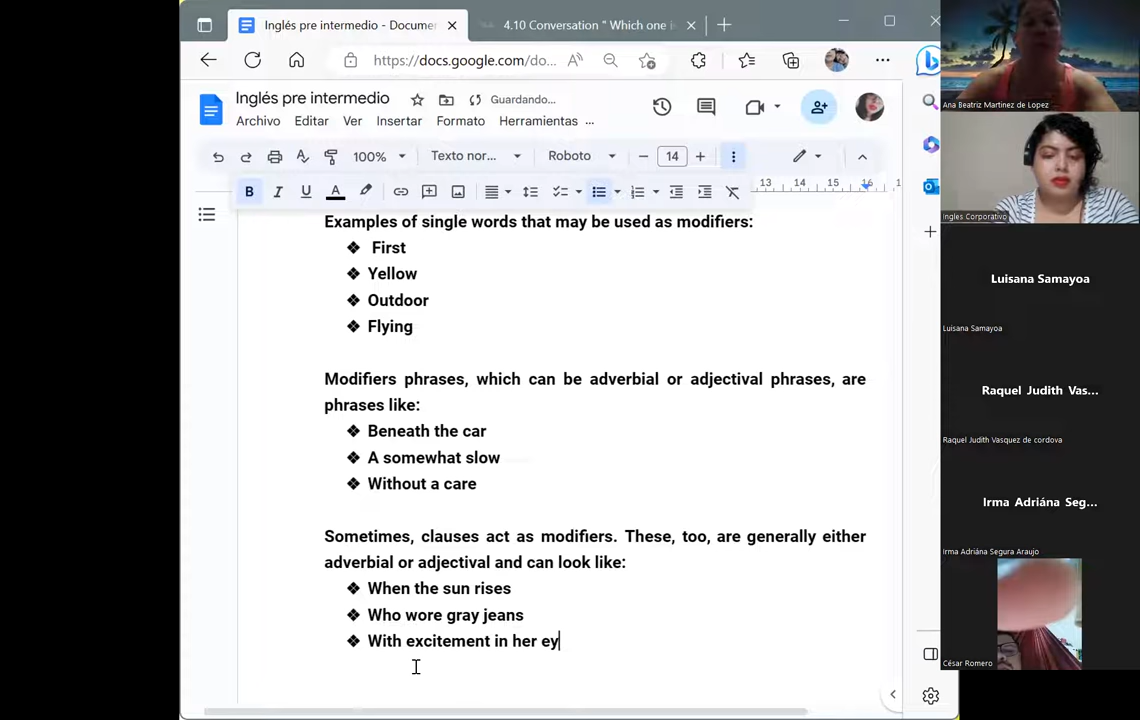 Inglés pre intermedio - Documen
4.10 Conversation " Which one i
https://docs.google.com/do...
Inglés pre intermedio
Guardando...
Archivo Editar Ver Insertar Formato Herramientas ...
100% Texto nor... Roboto 14
B I U A
13 14 15 16 1
Examples of single words that may be used as modifiers:
❖ First
❖ Yellow
❖ Outdoor
❖ Flying
Modifiers phrases, which can be adverbial or adjectival phrases, are
phrases like:
❖ Beneath the car
❖ A somewhat slow
❖ Without a care
Sometimes, clauses act as modifiers. These, too, are generally either
adverbial or adjectival and can look like:
❖ When the sun rises
❖ Who wore gray jeans
❖ With excitement in her ey
Ana Beatriz Martinez de Lopez
Ingles Corporativo
Luisana Samayoa
Luisana Samayoa
Raquel Judith Vas...
Raquel Judith Vasquez de cordova
Irma Adriána Seg...
Irma Adriána Segura Araujo
César Romero